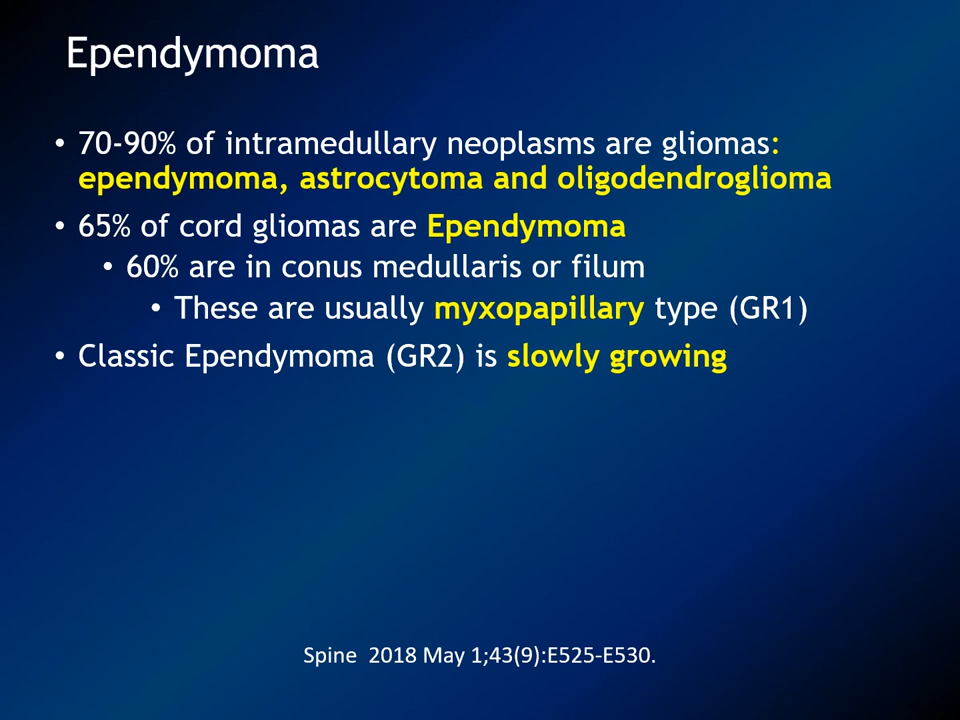 Ependymoma
• 70-90% of intramedullary neoplasms are gliomas:
ependymoma, astrocytoma and oligodendroglioma
• 65% of cord gliomas are Ependymoma
• 60% are in conus medullaris or filum
• These are usually myxopapillary type (GR1)
• Classic Ependymoma (GR2) is slowly growing
Spine  2018 May 1;43(9):E525-E530.